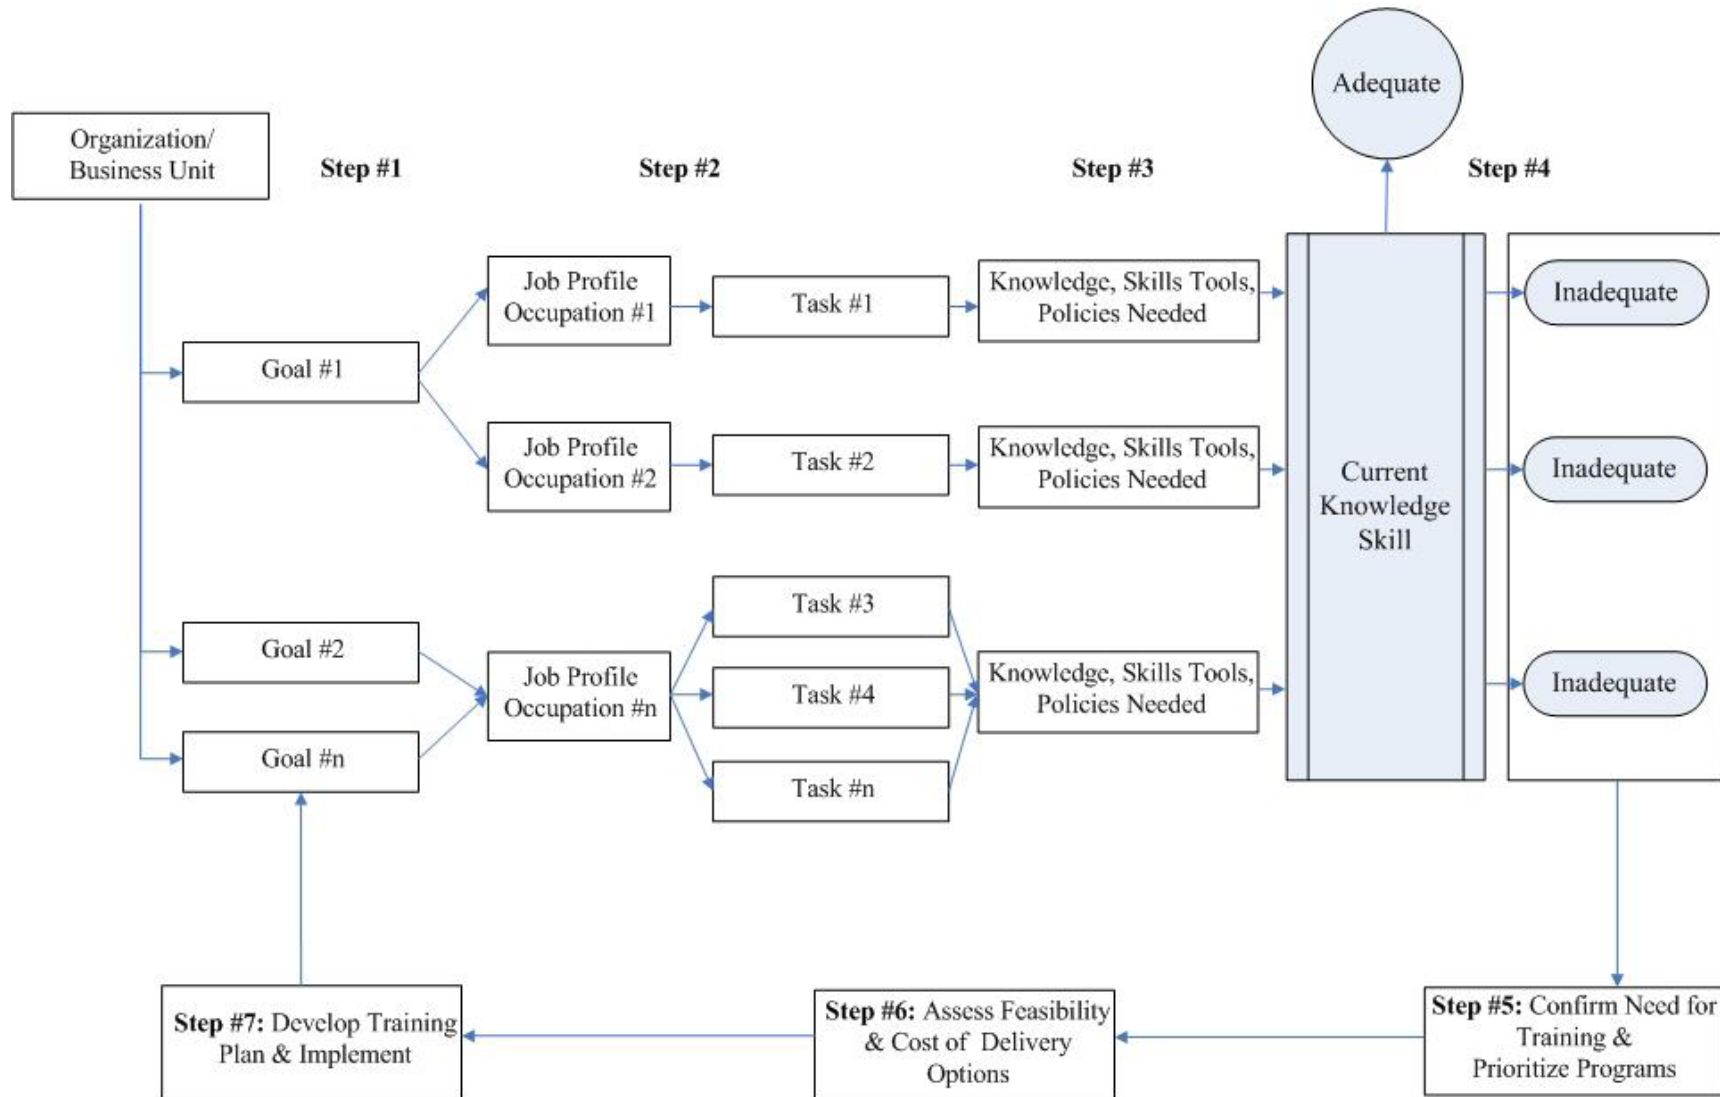 Adequate
Organization/
Business Unit
Step #1
Step #2
Step #3
Step #4
Job Profile
Occupation #1
Task #1
Knowledge, Skills Tools,
Policies Needed
Inadequate
Goal #1
Job Profile
Occupation #2
Task #2
Knowledge, Skills Tools,
Policies Needed
Current
Knowledge
Skill
Inadequate
Goal #2
Goal #n
Job Profile
Occupation #n
Task #3
Task #4
Task #n
Knowledge, Skills Tools,
Policies Needed
Inadequate
Step #7: Develop Training
Plan & Implement
Step #6: Assess Feasibility
& Cost of Delivery
Options
Step #5: Confirm Need for
Training &
Prioritize Programs